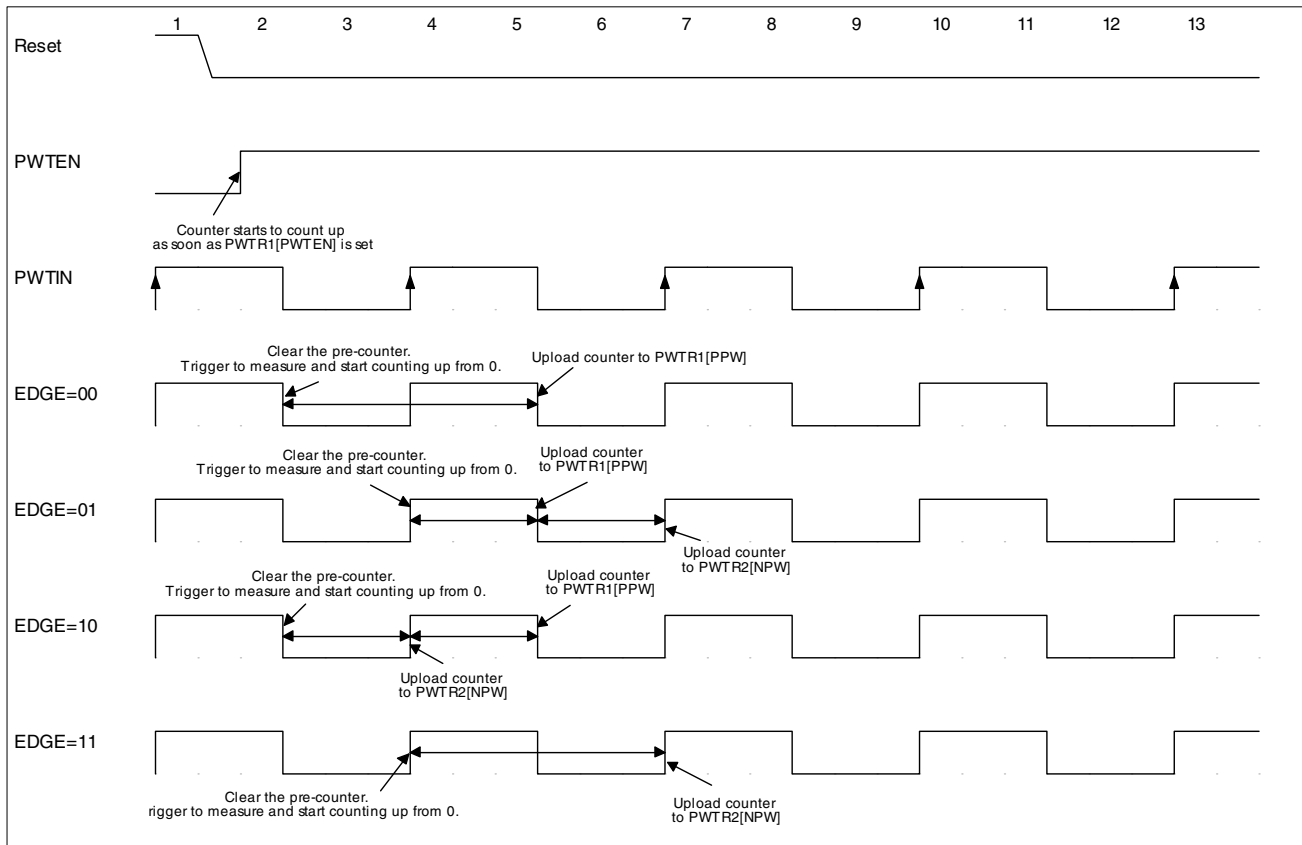 1 2 3 4 5 6 7 8 9 10 11 12 13
Reset
PWTEN
Counter starts to count up
as soon as PWTR1[PWTEN] is set
PWTIN
Clear the pre-counter.
Trigger to measure and start counting up from 0.
Upload counter to PWTR1[PPW]
EDGE=00
Clear the pre-counter.
Trigger to measure and start counting up from 0.
Upload counter
to PWTR1[PPW]
EDGE=01
Upload counter
to PWTR2[NPW]
Clear the pre-counter.
Trigger to measure and start counting up from 0.
Upload counter
to PWTR1[PPW]
EDGE=10
Upload counter
to PWTR2[NPW]
EDGE=11
Clear the pre-counter.
rigger to measure and start counting up from 0.
Upload counter
to PWTR2[NPW]